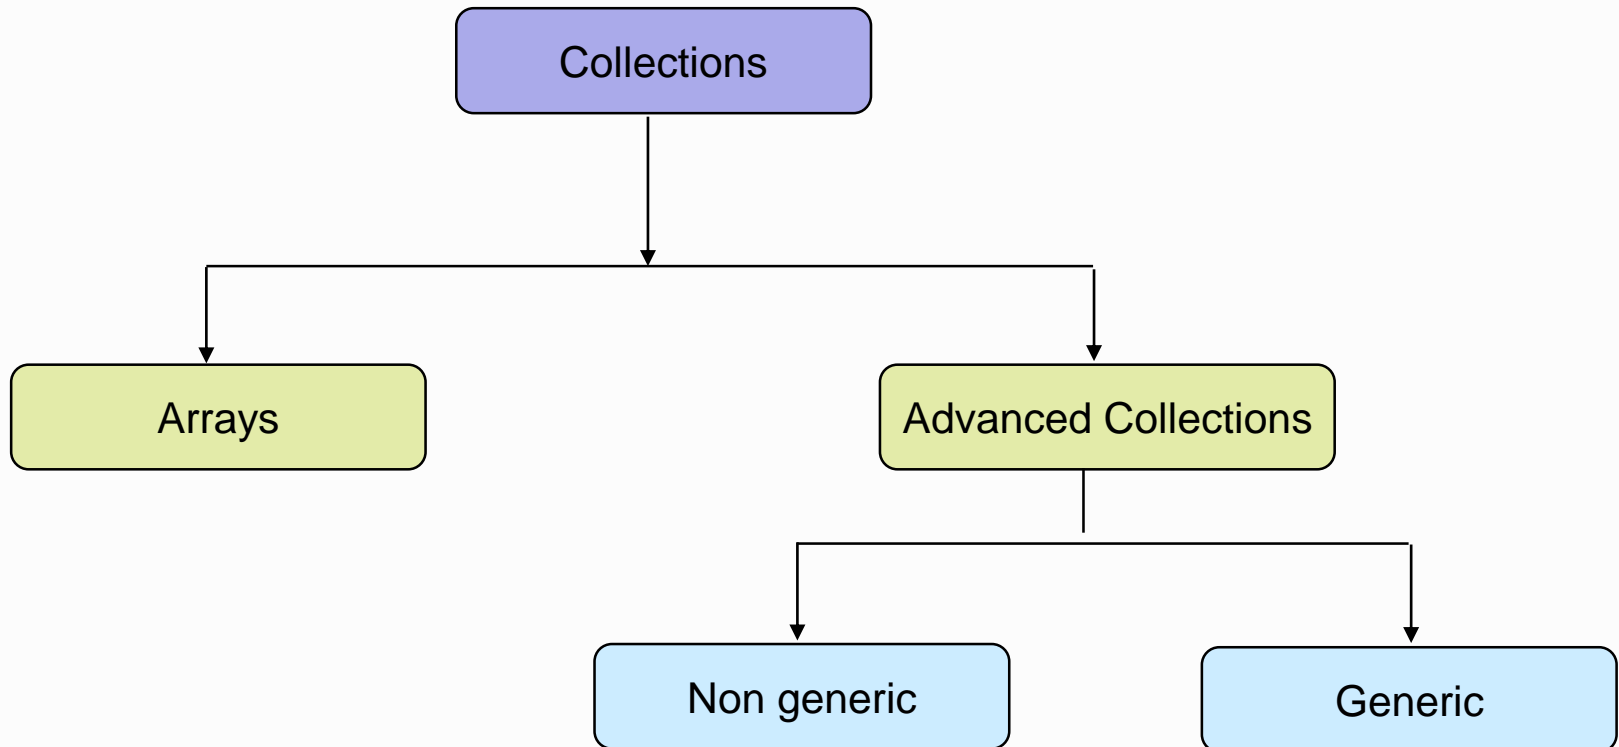 Collections
Arrays
Advanced Collections
Non generic
Generic